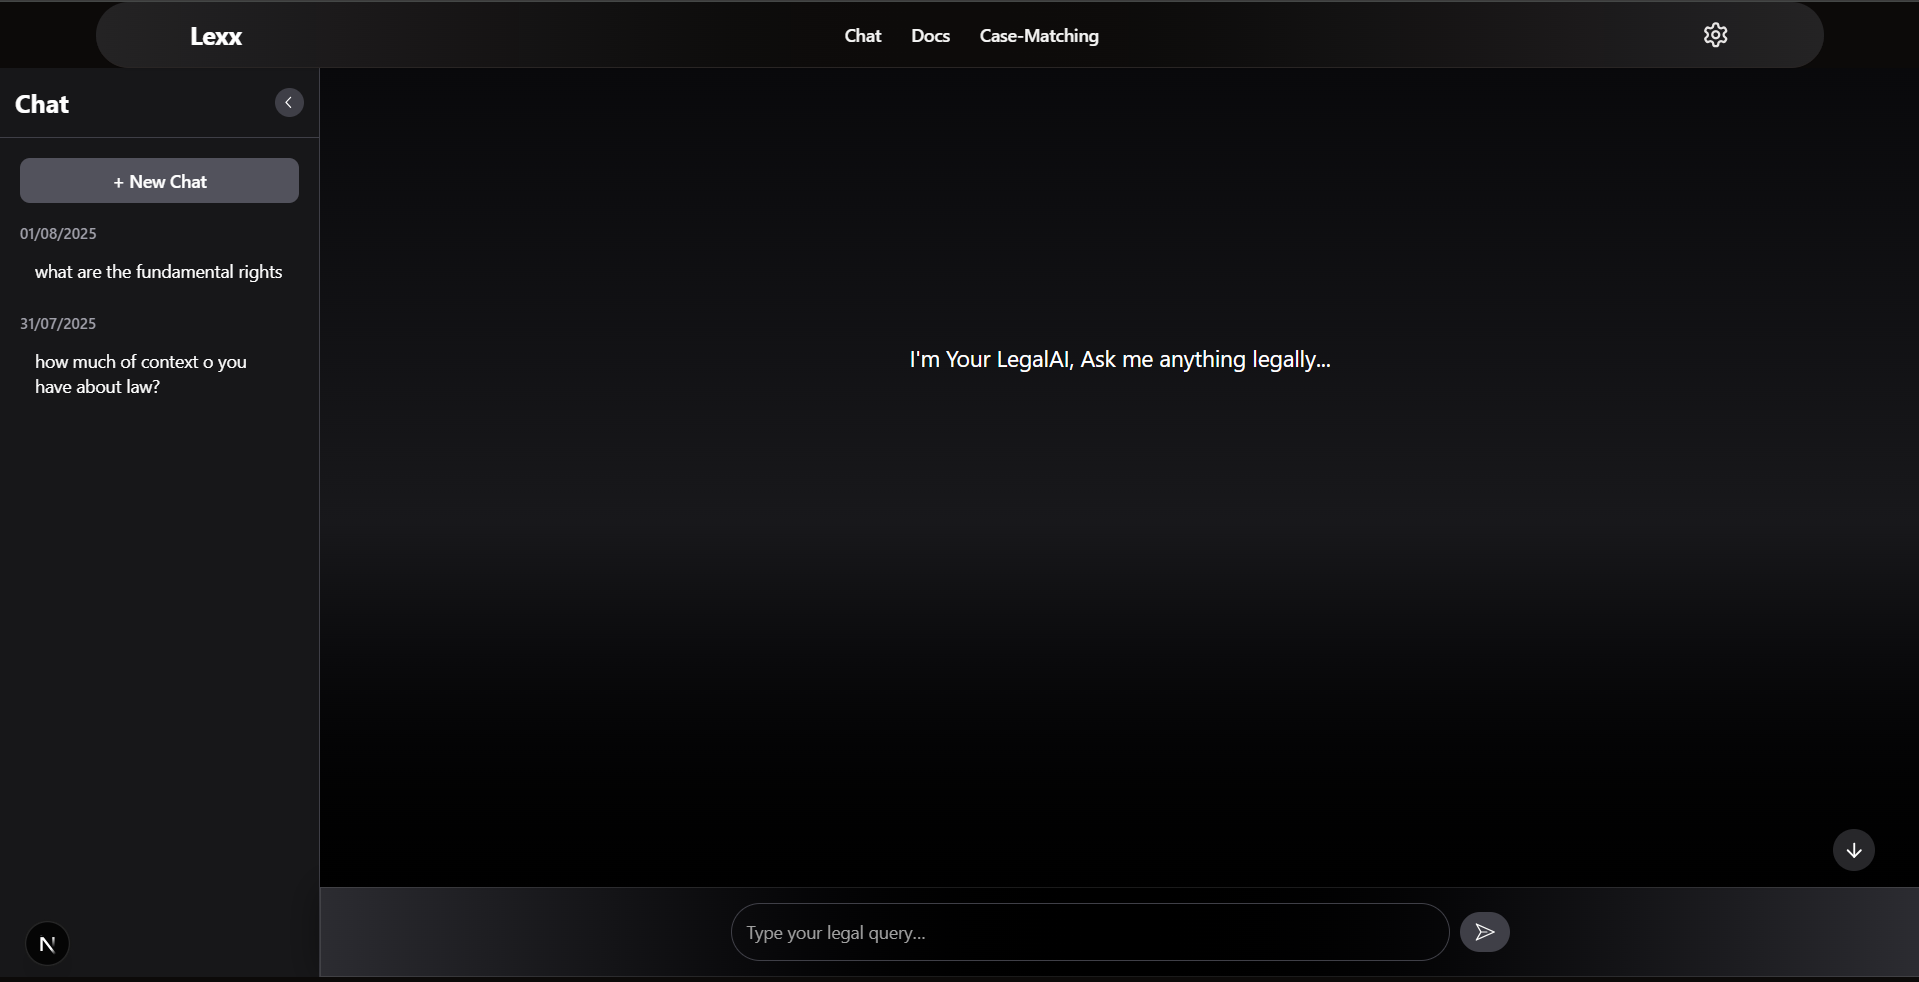 Lexx
Chat
Docs
Case-Matching
Chat
+ New Chat
01/08/2025
what are the fundamental rights
31/07/2025
how much of context o you
have about law?
I'm Your LegalAI, Ask me anything legally...
Type your legal query...
N